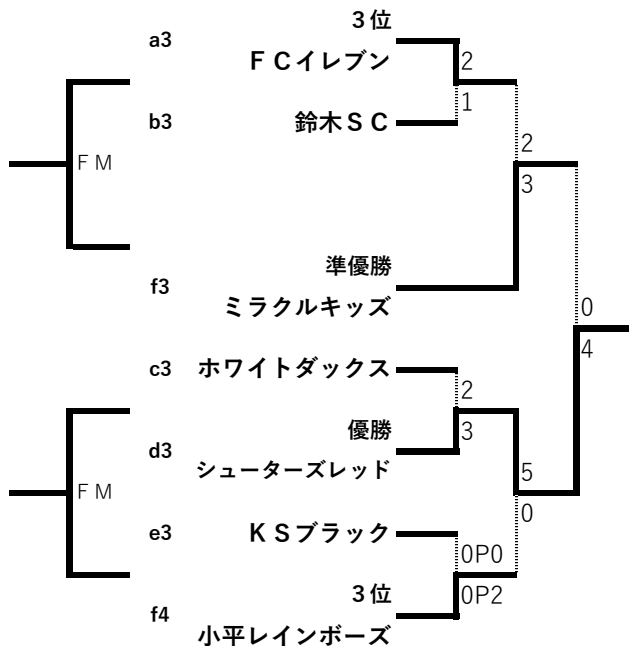 ３位
a3
ＦＣイレブン
2
1
b3
鈴木ＳＣ
2
ＦＭ
3
準優勝
f3
ミラクルキッズ
0
4
c3
ホワイトダックス
2
優勝
3
d3
シューターズレッド
5
ＦＭ
0
e3
ＫＳブラック
0P0
３位
0P2
f4
小平レインボーズ